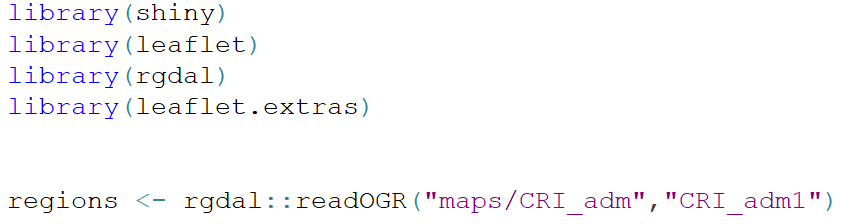 library(shiny)
library(leaflet)
library(rgdal)
library(leaflet.extras)
regions <- rgdal::readOGR("maps/CRI_adm","CRI_adm1")